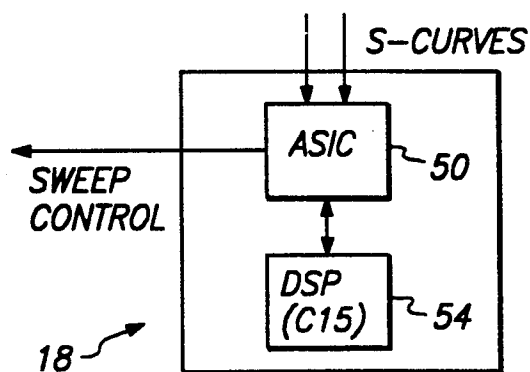 S-CURVES
ASIC
50
SWEEP
CONTROL
DSP
(C15)
54
18